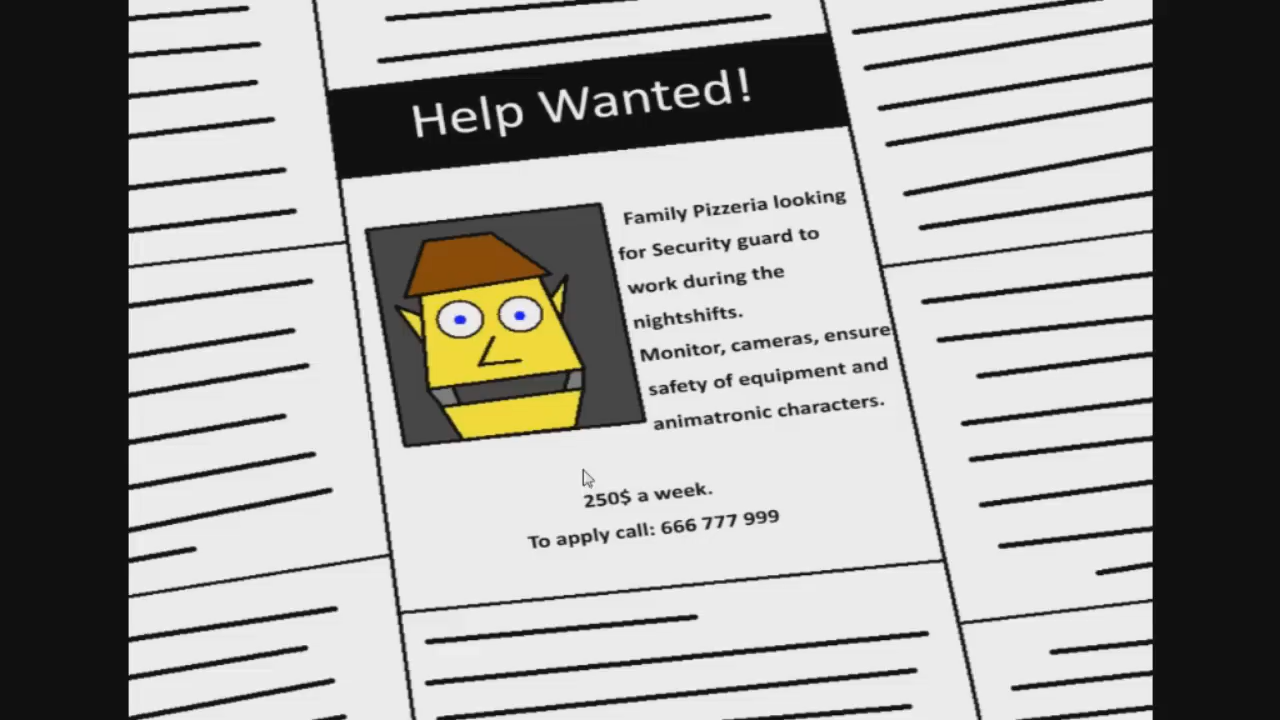 Help Wanted!
Family Pizzeria looking
for Security guard to
work during the
nightshifts.
Monitor, cameras, ensure
safety of equipment and
animatronic characters.
250$ a week.
To apply call: 666 777 999